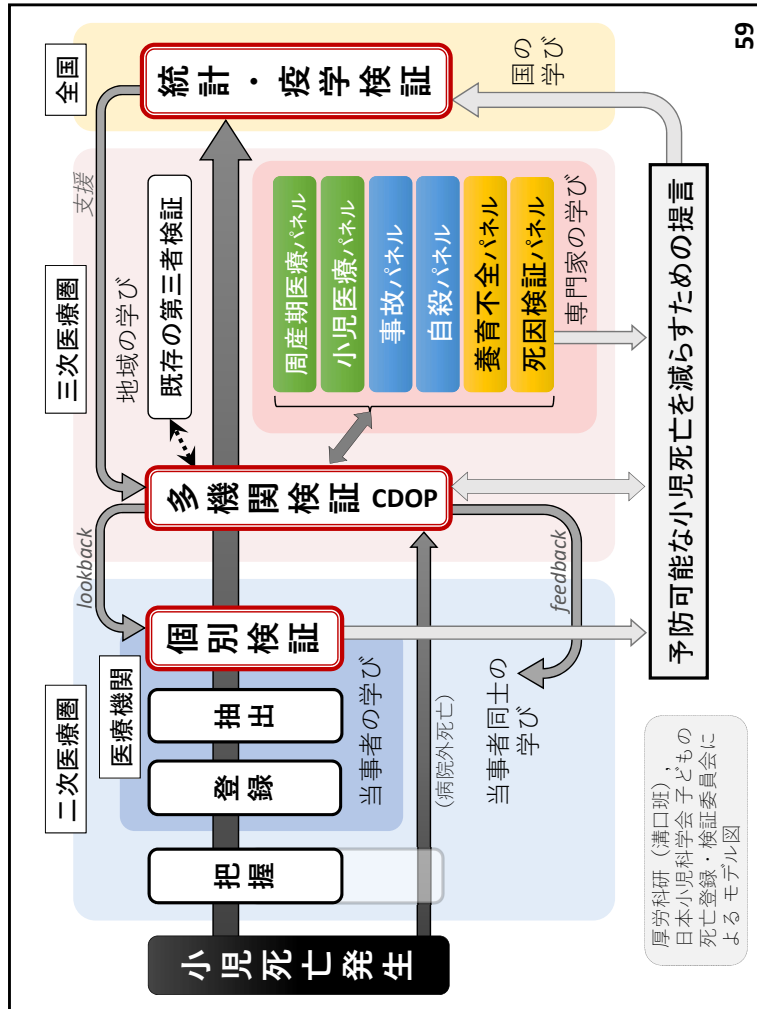 二次医療圏
三次医療圏
全国
lookback
支援
医療機関
小児死亡発生
把握
登録
抽出
個別検証
多機関検証 CDOP
統計・疫学検証
地域の学び
既存の第三者検証
周産期医療パネル
小児医療パネル
事故パネル
自殺パネル
養育不全パネル
死因検証パネル
専門家の学び
国の
学び
当事者の学び
(病院外死亡)
当事者同士の
学び
feedback
予防可能な小児死亡を減らすための提言
厚労科研（溝口班）,
日本小児科学会 子どもの
死亡登録・検証委員会に
よる モデル図
59